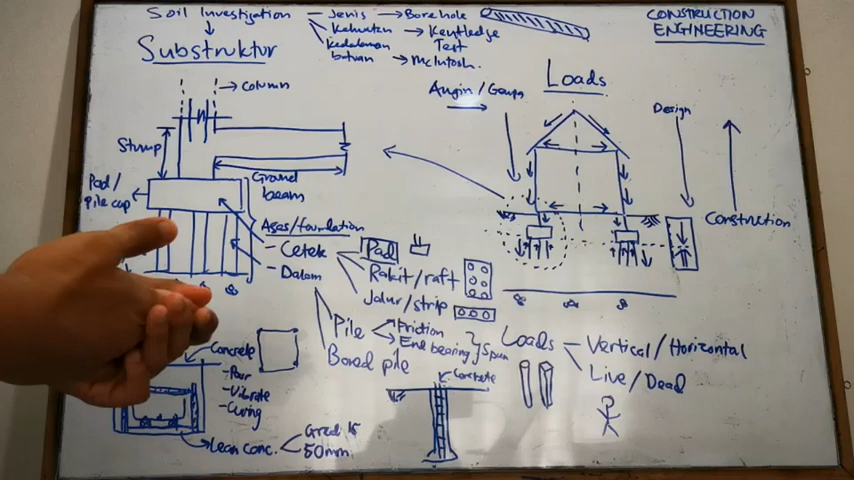 Soil Investigation - Jenis → Borehole
Kekuatan → Kentledge Test
kedalaman batuan → McIntosh.
CONSTRUCTION
ENGINEERING
Substruktur
Column
Stump
Pad/
pile cap
Ground
beam
Asas/foundation
- Cetek
- Dalam
Pad
Rakit/raft
Jalur/strip
Pile
Friction
End bearing
Spun
Bored pile
Concrete
- Pour
- Vibrate
- Curing
Lean conc.
Gred 15
50mm
Concrete
Loads
Angin/Gempa
Design
Construction
Loads
Vertical/Horizontal
Live/Dead